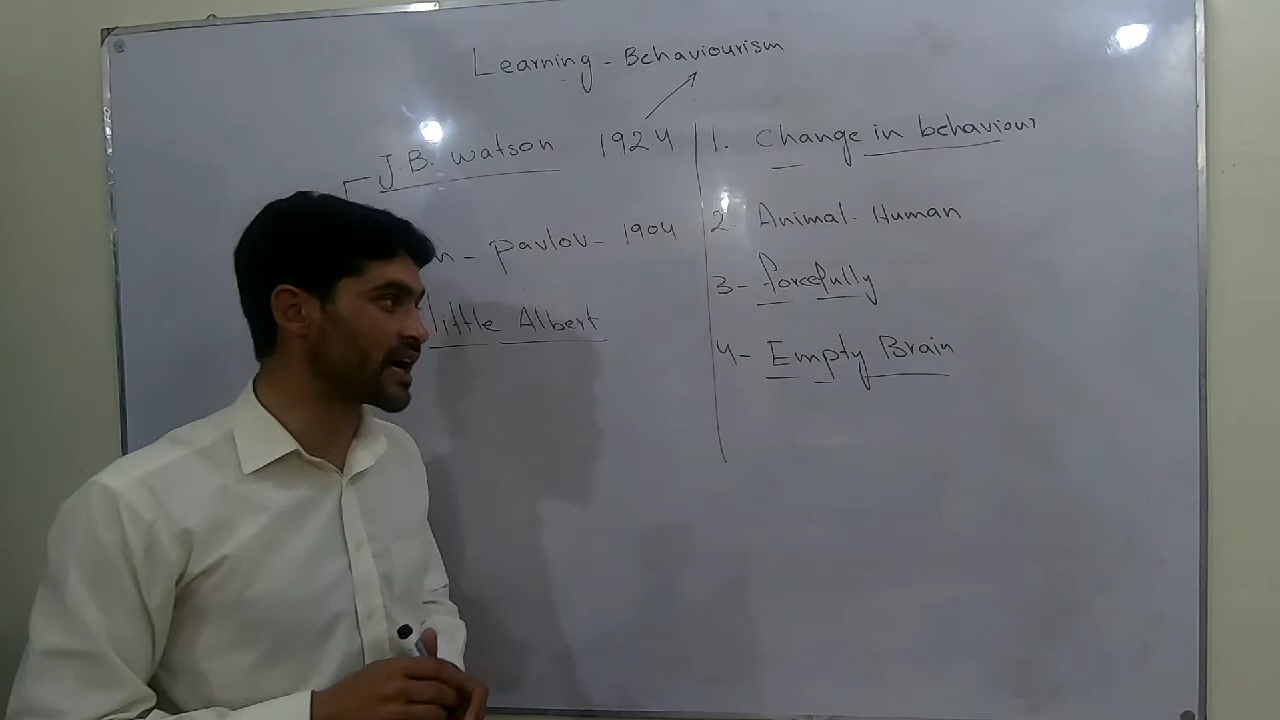 Learning - Behaviourism
J B. Watson 1924
n - Pavlov - 1904
little Albert
1. Change in behaviour
2. Animal - Human
3- forcefully
4- Empty Brain